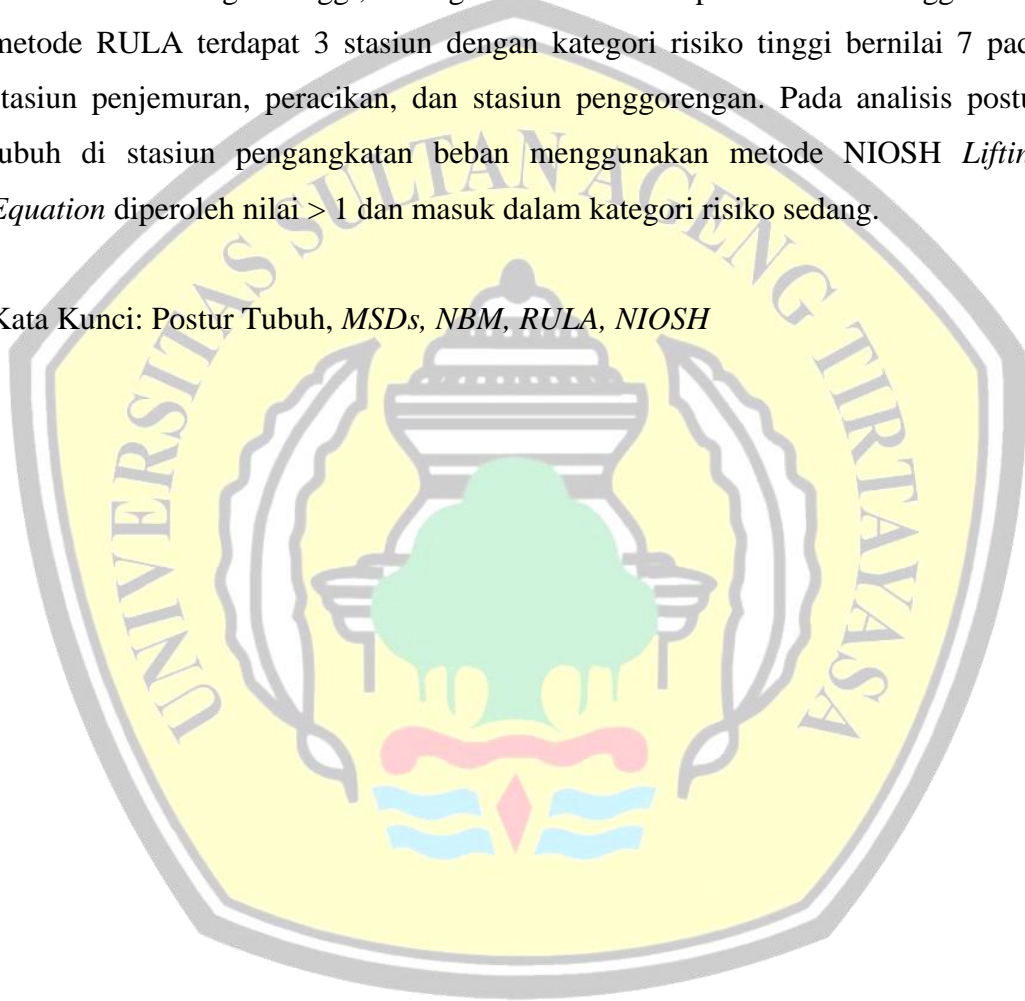 metode RULA terdapat 3 stasiun dengan kategori risiko tinggi bernilai 7 pad
tasiun penjemuran, peracikan, dan stasiun penggorengan. Pada analisis postu
ubuh di stasiun pengangkatan beban menggunakan metode NIOSH Liftin
Equation diperoleh nilai > 1 dan masuk dalam kategori risiko sedang.
Kata Kunci: Postur Tubuh, MSDs, NBM, RULA, NIOSH
UNIVERSITAS SULTAN AGENG TIRTAYASA